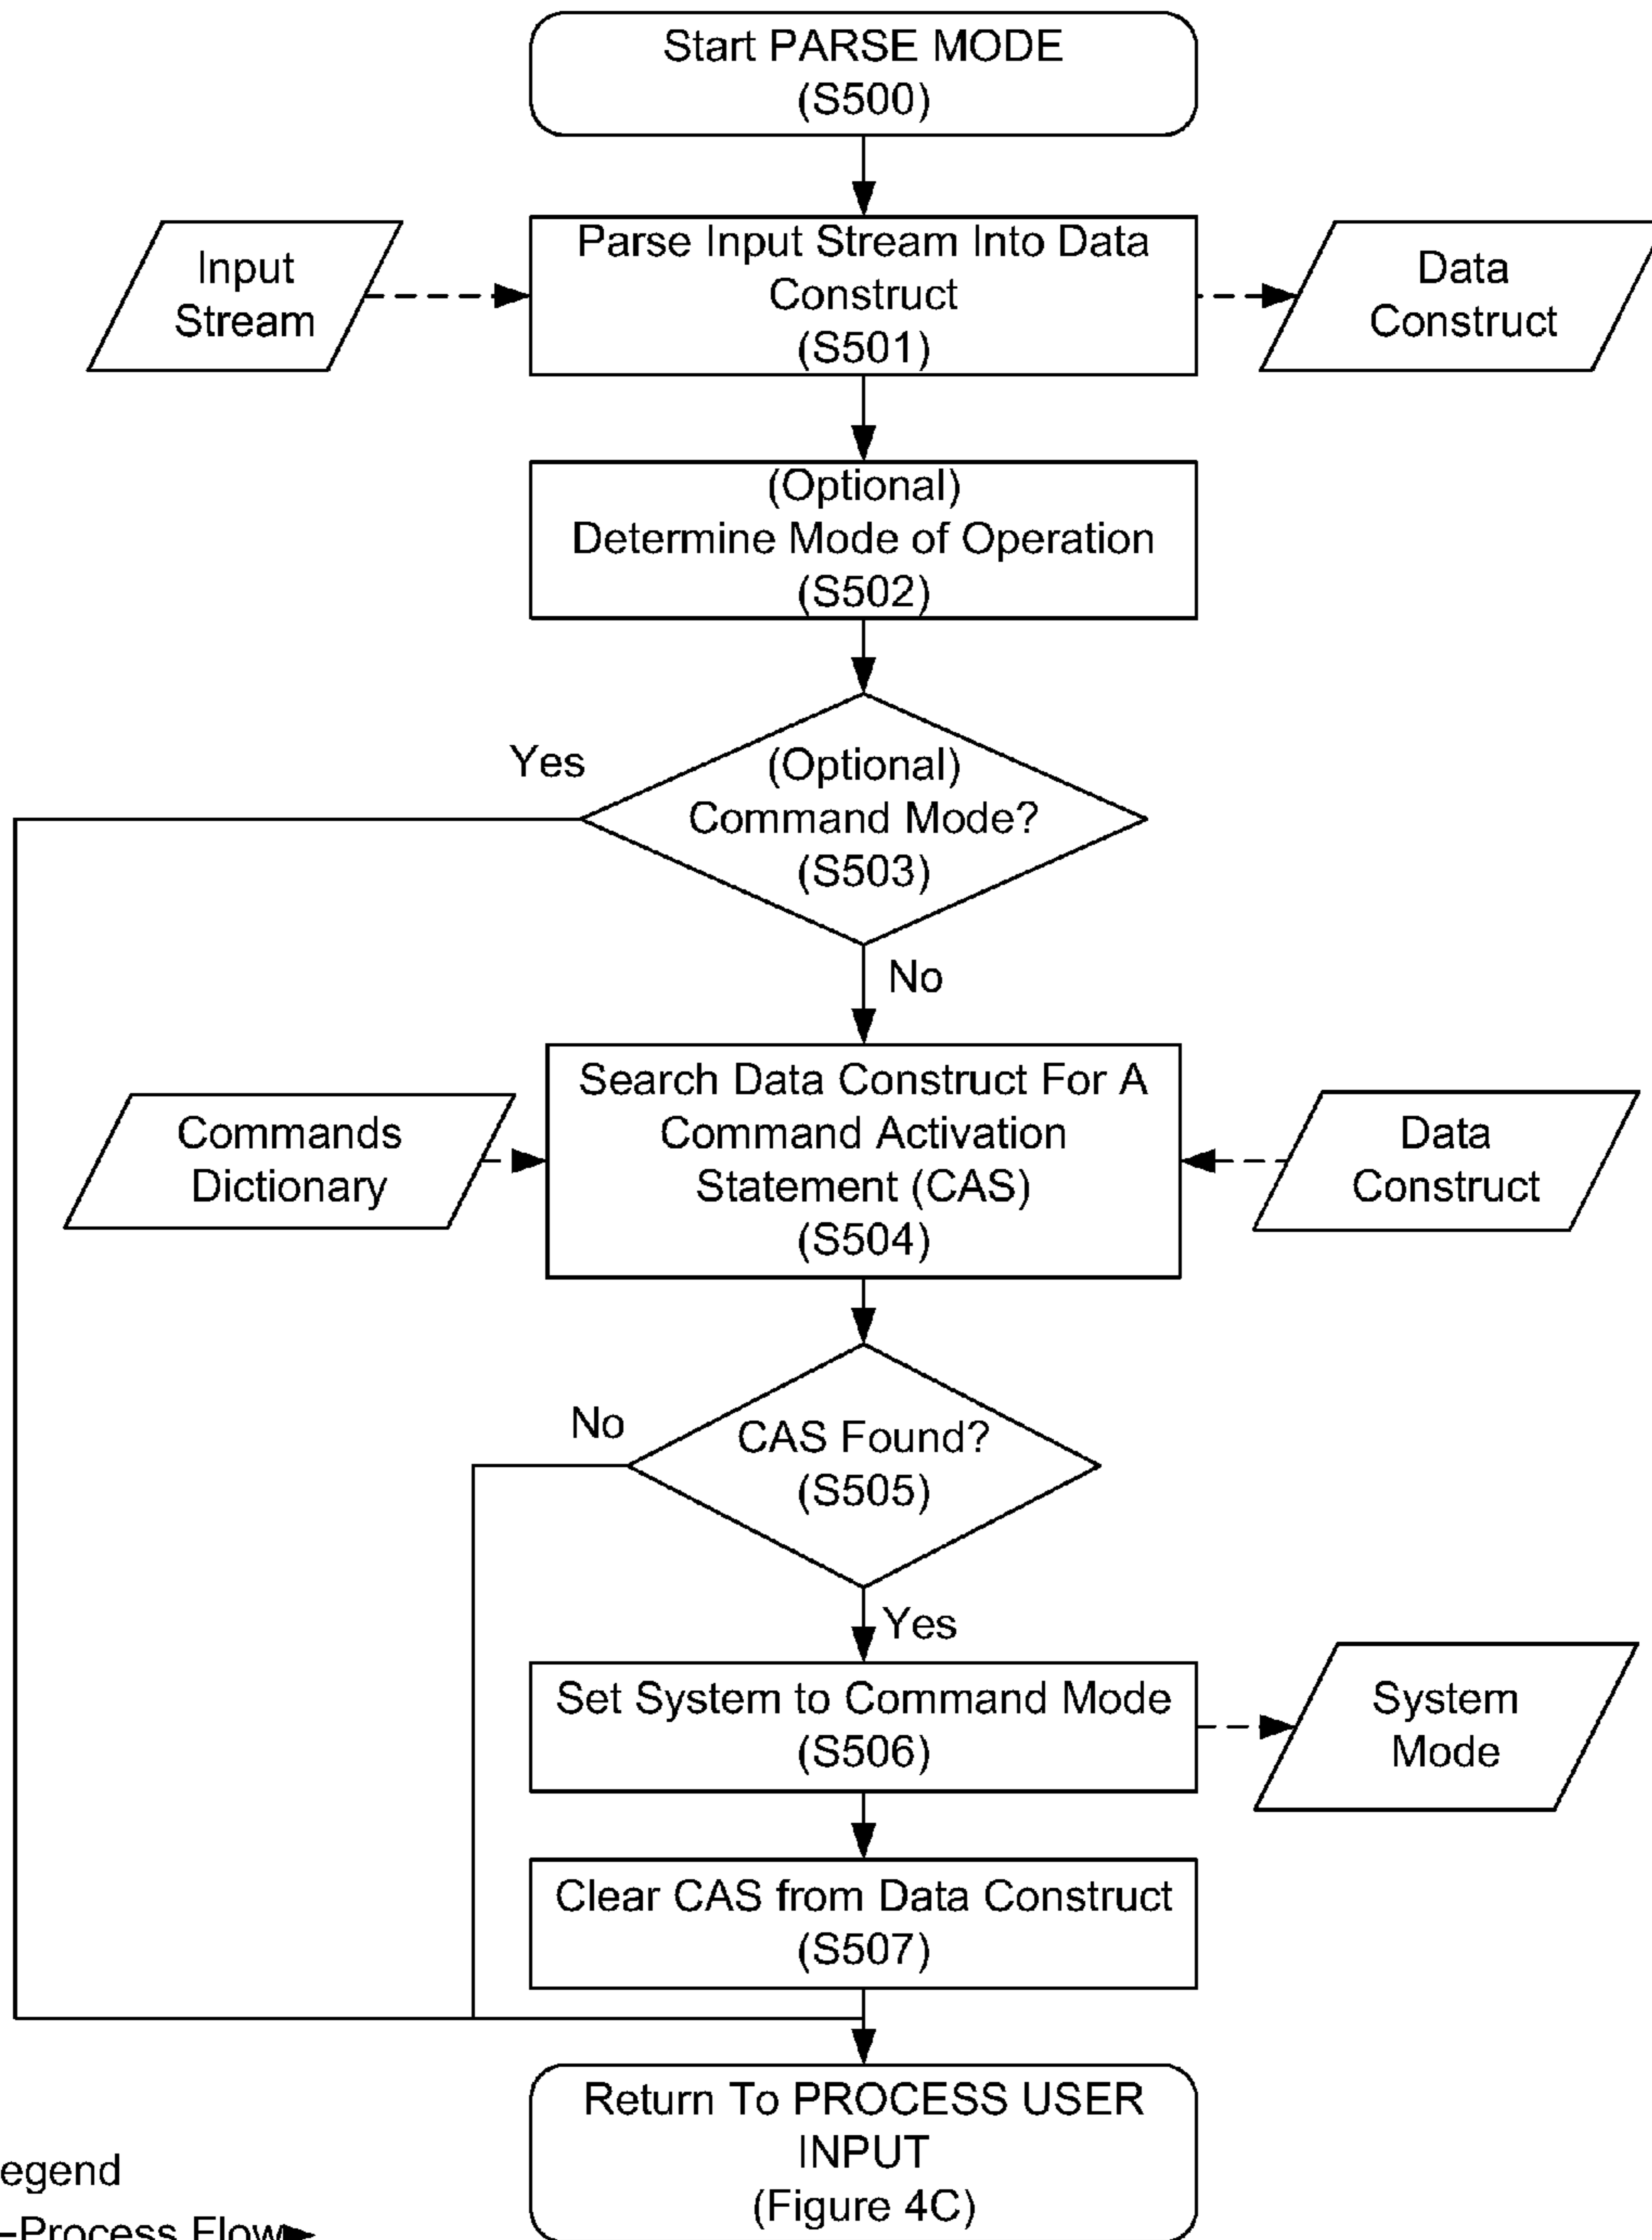 Start PARSE MODE
(S500)
Input
Stream
Parse Input Stream Into Data
Construct
(S501)
Data
Construct
(Optional)
Determine Mode of Operation
(S502)
Yes
(Optional)
Command Mode?
(S503)
No
Commands
Dictionary
Search Data Construct For A
Command Activation
Statement (CAS)
(S504)
Data
Construct
No
CAS Found?
(S505)
Yes
Set System to Command Mode
(S506)
System
Mode
Clear CAS from Data Construct
(S507)
Return To PROCESS USER
INPUT
(Figure 4C)
egend
Process Flow